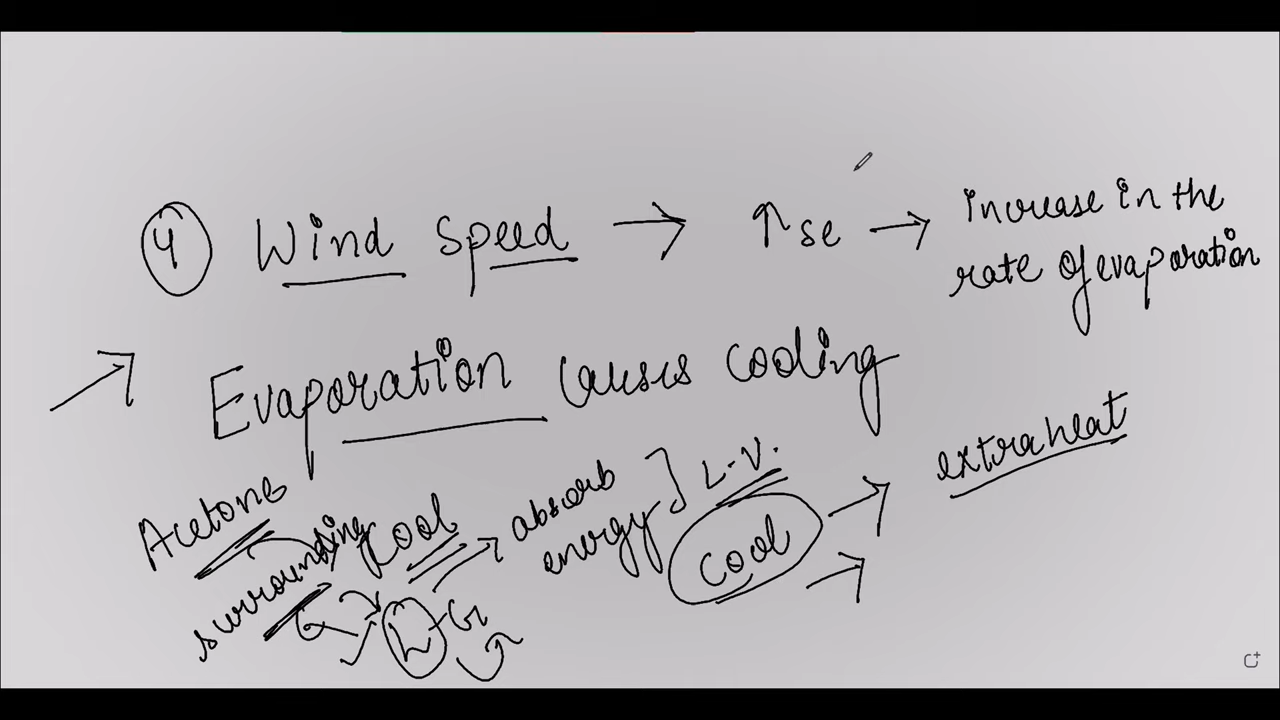 4 Wind Speed → ↑se → increase in the
rate of evaporation
→ Evaporation causes cooling
Acetone
surrounding
cool → absorb
energy ] L.V.
cool → extra heat
→
L → G